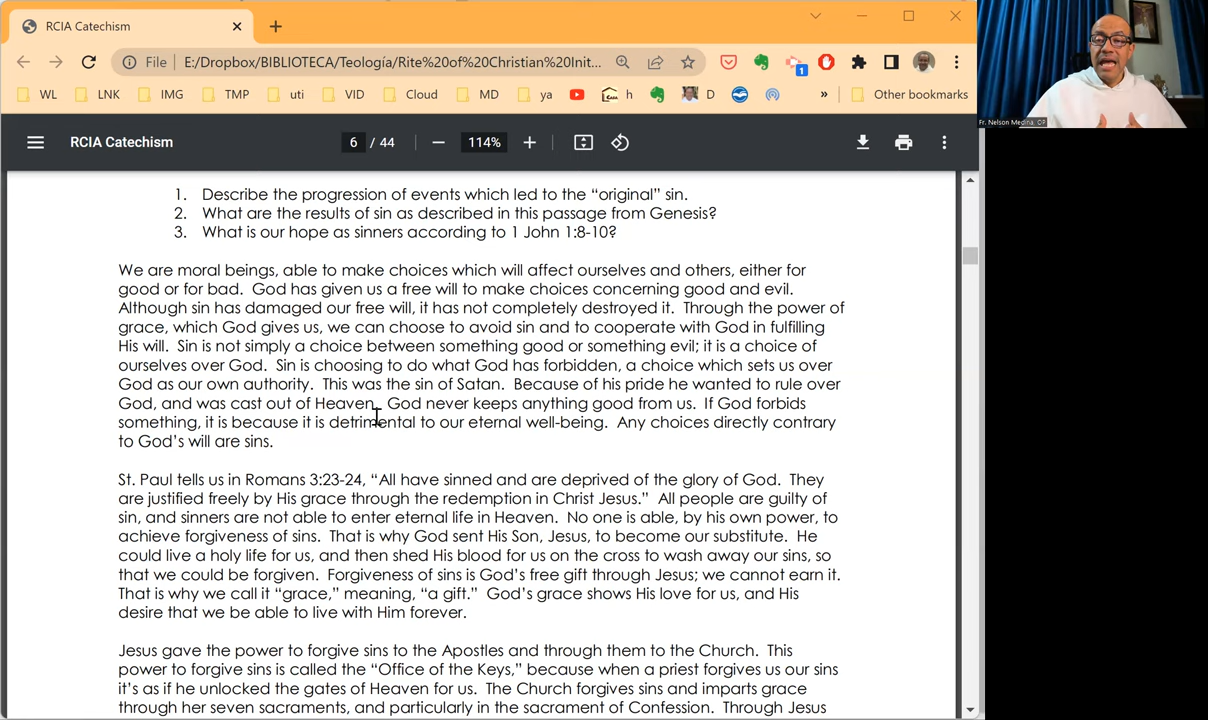 RCIA Catechism
File
E:/Dropbox/BIBLIOTECA/Teología/Rite%20of%20Christian%20Init...
1
WL
LNK
IMG
TMP
uti
VID
Cloud
MD
ya
h
D
»
Other bookmarks
RCIA Catechism
6 / 44
114%
1. Describe the progression of events which led to the “original” sin.
2. What are the results of sin as described in this passage from Genesis?
3. What is our hope as sinners according to 1 John 1:8-10?
We are moral beings, able to make choices which will affect ourselves and others, either for
good or for bad. God has given us a free will to make choices concerning good and evil.
Although sin has damaged our free will, it has not completely destroyed it. Through the power of
grace, which God gives us, we can choose to avoid sin and to cooperate with God in fulfilling
His will. Sin is not simply a choice between something good or something evil; it is a choice of
ourselves over God. Sin is choosing to do what God has forbidden, a choice which sets us over
God as our own authority. This was the sin of Satan. Because of his pride he wanted to rule over
God, and was cast out of Heaven. God never keeps anything good from us. If God forbids
something, it is because it is detrimental to our eternal well-being. Any choices directly contrary
to God’s will are sins.
St. Paul tells us in Romans 3:23-24, “All have sinned and are deprived of the glory of God. They
are justified freely by His grace through the redemption in Christ Jesus.” All people are guilty of
sin, and sinners are not able to enter eternal life in Heaven. No one is able, by his own power, to
achieve forgiveness of sins. That is why God sent His Son, Jesus, to become our substitute. He
could live a holy life for us, and then shed His blood for us on the cross to wash away our sins, so
that we could be forgiven. Forgiveness of sins is God’s free gift through Jesus; we cannot earn it.
That is why we call it “grace,” meaning, “a gift.” God’s grace shows His love for us, and His
desire that we be able to live with Him forever.
Jesus gave the power to forgive sins to the Apostles and through them to the Church. This
power to forgive sins is called the “Office of the Keys,” because when a priest forgives us our sins
it’s as if he unlocked the gates of Heaven for us. The Church forgives sins and imparts grace
through her seven sacraments, and particularly in the sacrament of Confession. Through Jesus
Fr. Nelson Medina, OP